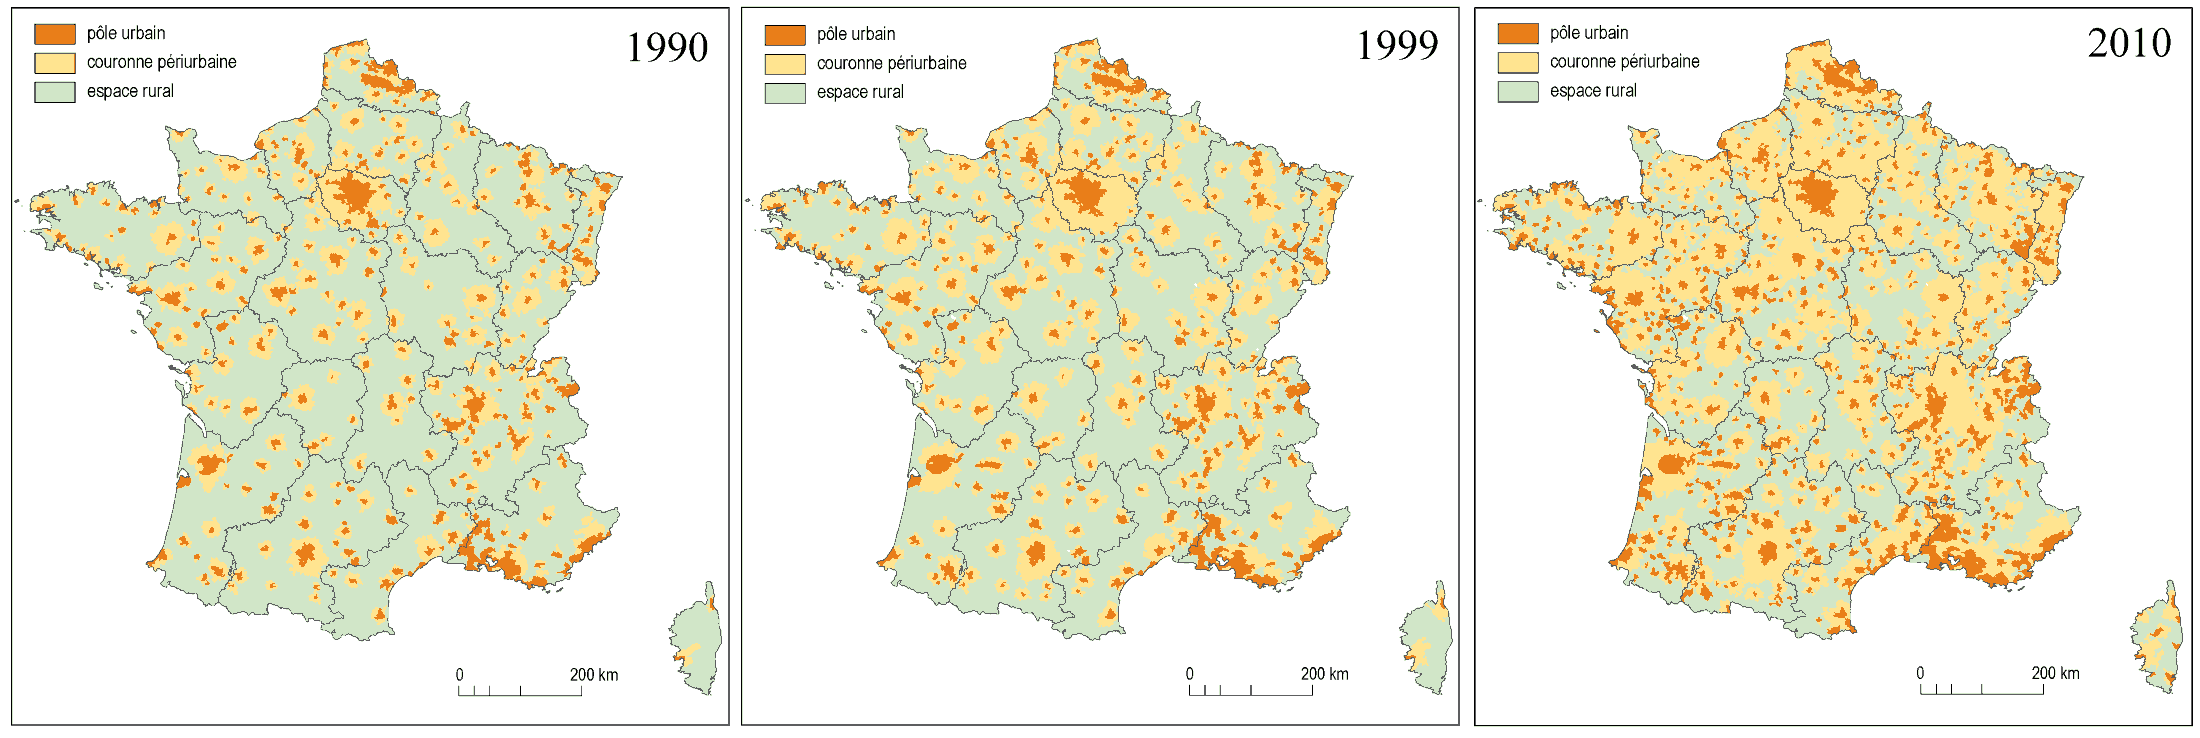 pôle urbain
couronne périurbaine
espace rural
1990
0 200 km
pôle urbain
couronne périurbaine
espace rural
1999
0 200 km
pôle urbain
couronne périurbaine
espace rural
2010
0 200 km